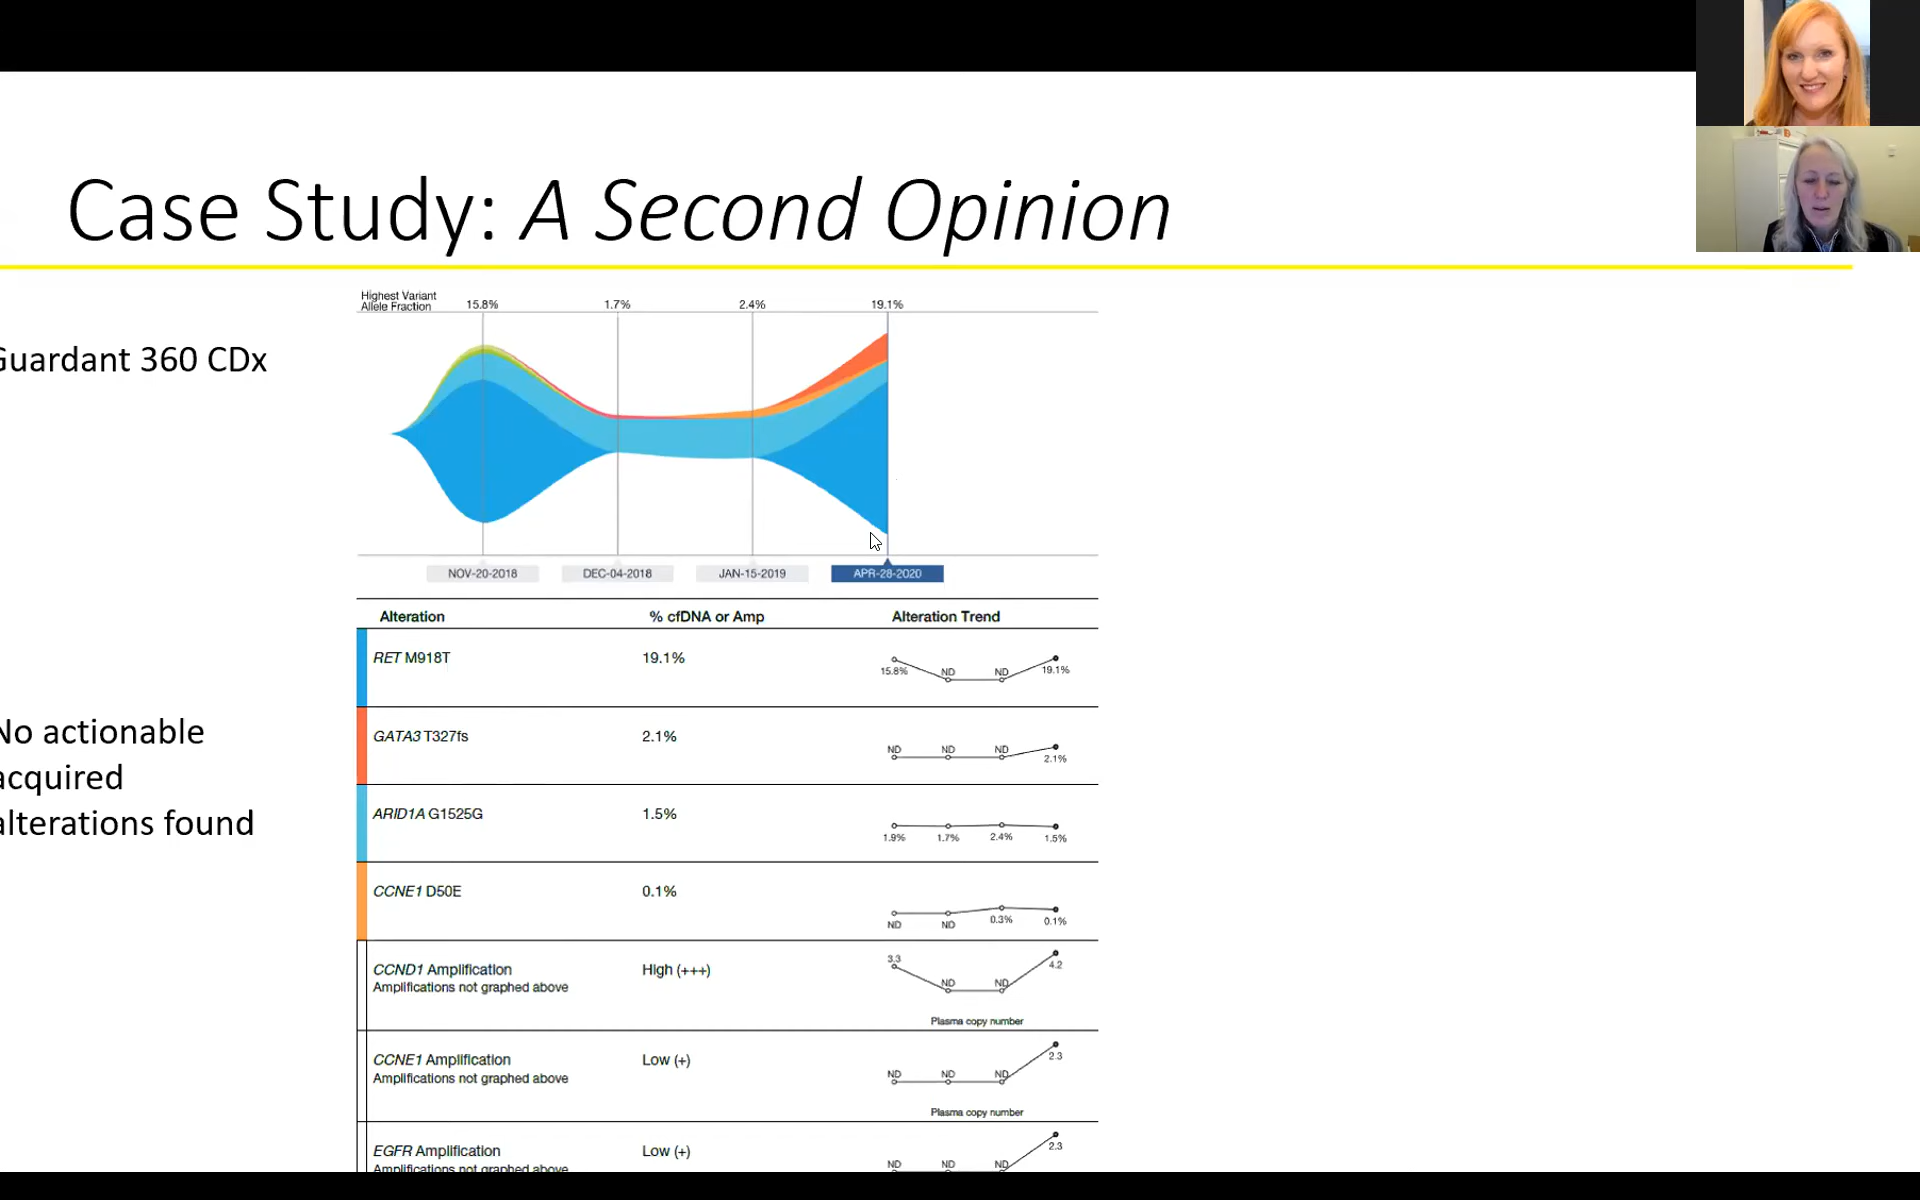 Case Study: A Second Opinion
Guardant 360 CDx
No actionable
acquired
alterations found
Highest Variant
Allele Fraction
15.8% 1.7% 2.4% 19.1%
NOV-20-2018 DEC-04-2018 JAN-15-2019 APR-28-2020
Alteration % cfDNA or Amp Alteration Trend
RET M918T 19.1%
15.8% ND ND 19.1%
GATA3 T327fs 2.1%
ND ND ND 2.1%
ARID1A G1525G 1.5%
1.9% 1.7% 2.4% 1.5%
CCNE1 D50E 0.1%
ND ND 0.3% 0.1%
CCND1 Amplification High (+++)
Amplifications not graphed above
3.3 ND ND 4.2
Plasma copy number
CCNE1 Amplification Low (+)
Amplifications not graphed above
ND ND ND 2.3
Plasma copy number
EGFR Amplification Low (+)
Amplifications not graphed above
ND ND ND 2.3